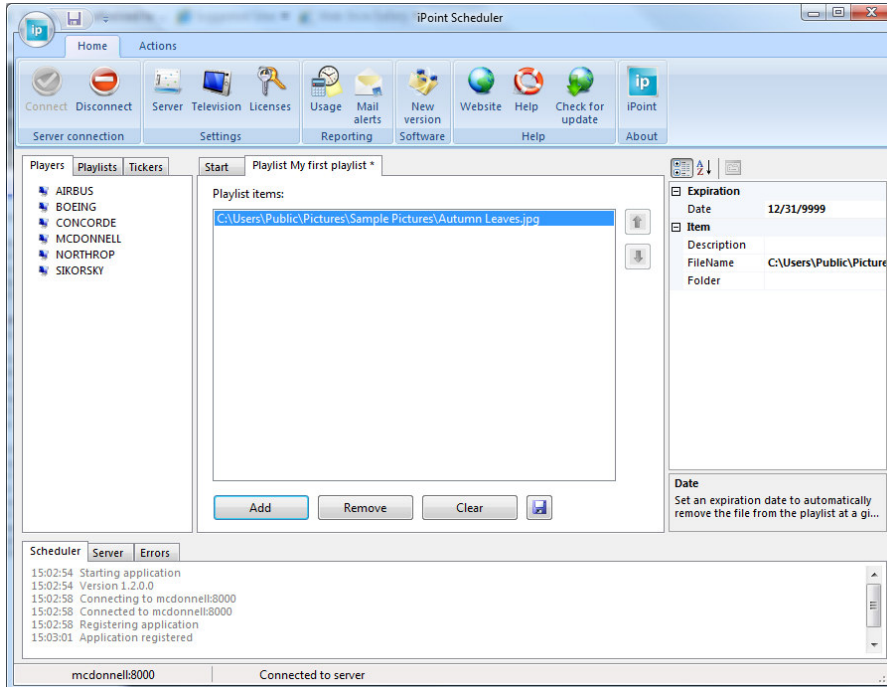 iPoint Scheduler
ip
Home Actions
Connect Disconnect Server Television Licenses Usage Mail alerts New version Website Help Check for update iPoint
Server connection Settings Reporting Software Help About
Players Playlists Tickers
AIRBUS
BOEING
CONCORDE
MCDONNELL
NORTHROP
SIKORSKY
Start Playlist My first playlist *
Playlist items:
C:\Users\Public\Pictures\Sample Pictures\Autumn Leaves.jpg
Add Remove Clear
Expiration
Date 12/31/9999
Item
Description
FileName C:\Users\Public\Picture
Folder
Date
Set an expiration date to automatically
remove the file from the playlist at a gi...
Scheduler Server Errors
15:02:54 Starting application
15:02:54 Version 1.2.0.0
15:02:58 Connecting to mcdonnell:8000
15:02:58 Connected to mcdonnell:8000
15:02:58 Registering application
15:03:01 Application registered
mcdonnell:8000 Connected to server